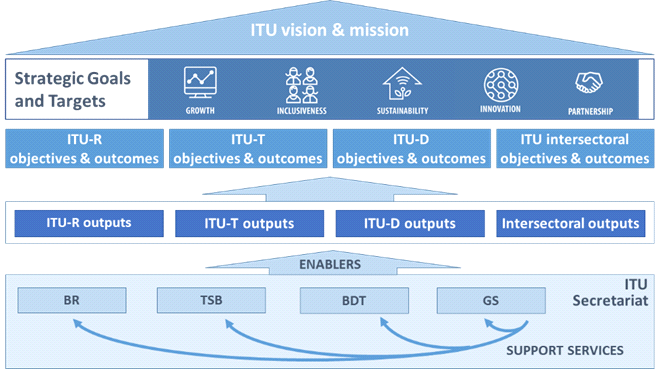 ITU vision & mission
Strategic Goals
and Targets
GROWTH
INCLUSIVENESS
SUSTAINABILITY
INNOVATION
PARTNERSHIP
ITU-R
objectives & outcomes
ITU-T
objectives & outcomes
ITU-D
objectives & outcomes
ITU intersectoral
objectives & outcomes
ITU-R outputs
ITU-T outputs
ITU-D outputs
Intersectoral outputs
ENABLERS
ITU
Secretariat
BR
TSB
BDT
GS
SUPPORT SERVICES